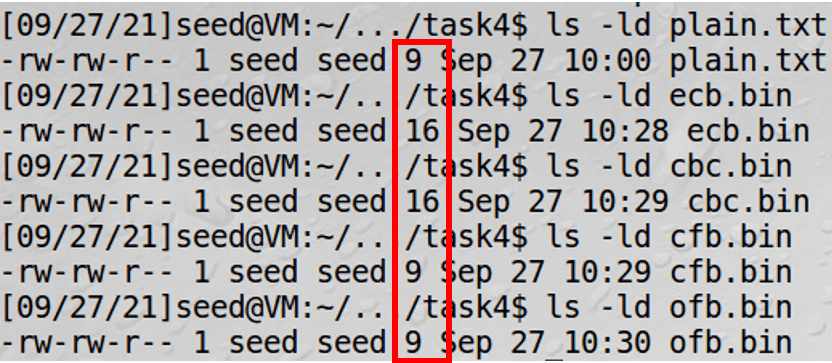 [09/27/21]seed@VM:~/.../task4$ ls -ld plain.txt
-rw-rw-r-- 1 seed seed 9 Sep 27 10:00 plain.txt
[09/27/21]seed@VM:~/.../task4$ ls -ld ecb.bin
-rw-rw-r-- 1 seed seed 16 Sep 27 10:28 ecb.bin
[09/27/21]seed@VM:~/.../task4$ ls -ld cbc.bin
-rw-rw-r-- 1 seed seed 16 Sep 27 10:29 cbc.bin
[09/27/21]seed@VM:~/.../task4$ ls -ld cfb.bin
-rw-rw-r-- 1 seed seed 9 Sep 27 10:29 cfb.bin
[09/27/21]seed@VM:~/.../task4$ ls -ld ofb.bin
-rw-rw-r-- 1 seed seed 9 Sep 27 10:30 ofb.bin